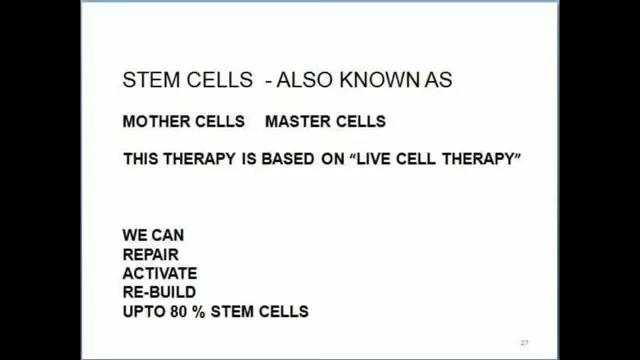 STEM CELLS - ALSO KNOWN AS
MOTHER CELLS MASTER CELLS
THIS THERAPY IS BASED ON “LIVE CELL THERAPY”
WE CAN
REPAIR
ACTIVATE
RE-BUILD
UPTO 80 % STEM CELLS
27